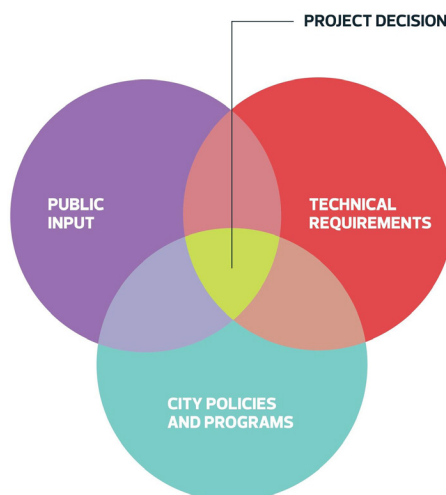 PROJECT DECISION
PUBLIC
INPUT
TECHNICAL
REQUIREMENTS
CITY POLICIES
AND PROGRAMS